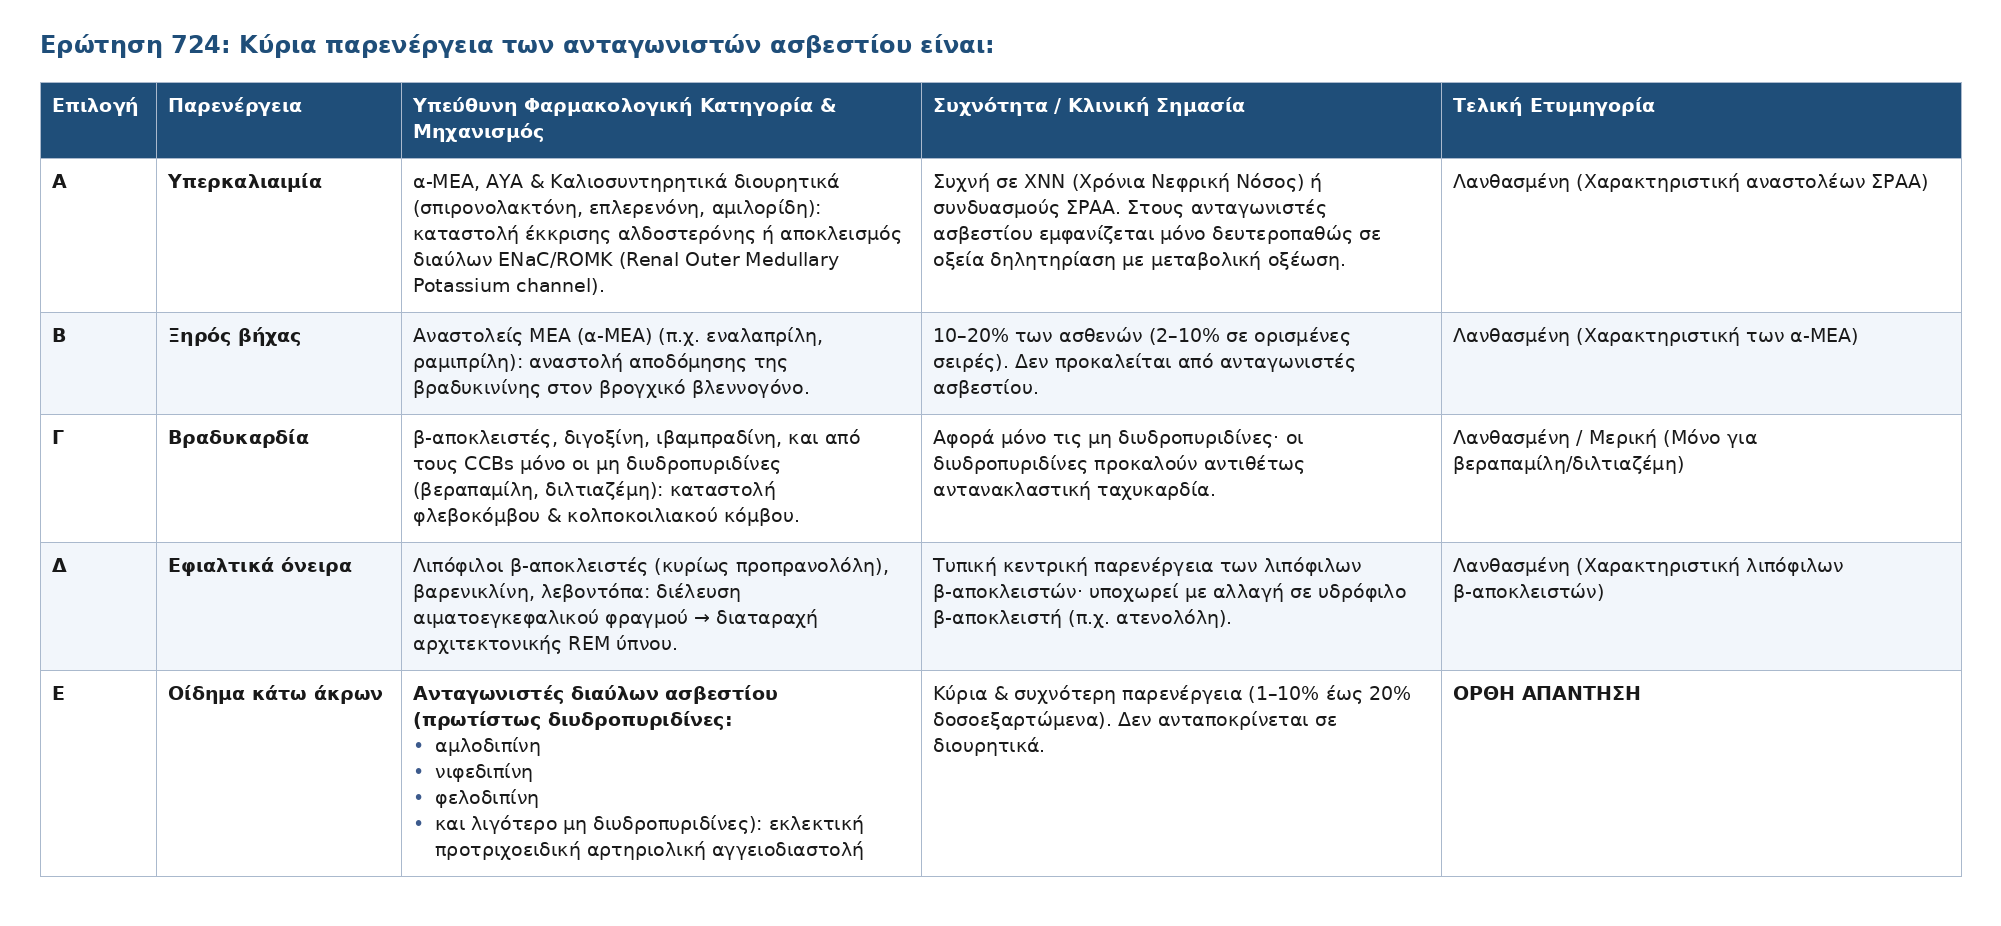 Ερώτηση 724: Κύρια παρενέργεια των ανταγωνιστών ασβεστίου είναι:
Επιλογή
Παρενέργεια
Υπεύθυνη Φαρμακολογική Κατηγορία &
Μηχανισμός
Συχνότητα / Κλινική Σημασία
Τελική Ετυμηγορία
Α
Υπερκαλιαιμία
α-ΜΕΑ, ΑΥΑ & Καλιοσυντηρητικά διουρητικά
(σπιρονολακτόνη, επλερενόνη, αμιλορίδη):
καταστολή έκκρισης αλδοστερόνης ή αποκλεισμός
διαύλων ENaC/ROMK (Renal Outer Medullary
Potassium channel).
Συχνή σε ΧΝΝ (Χρόνια Νεφρική Νόσος) ή
συνδυασμούς ΣΡΑΑ. Στους ανταγωνιστές
ασβεστίου εμφανίζεται μόνο δευτεροπαθώς σε
οξεία δηλητηρίαση με μεταβολική οξέωση.
Λανθασμένη (Χαρακτηριστική αναστολέων ΣΡΑΑ)
Β
Ξηρός βήχας
Αναστολείς ΜΕΑ (α-ΜΕΑ) (π.χ. εναλαπρίλη,
ραμιπρίλη): αναστολή αποδόμησης της
βραδυκινίνης στον βρογχικό βλεννογόνο.
10–20% των ασθενών (2–10% σε ορισμένες
σειρές). Δεν προκαλείται από ανταγωνιστές
ασβεστίου.
Λανθασμένη (Χαρακτηριστική των α-ΜΕΑ)
Γ
Βραδυκαρδία
β-αποκλειστές, διγοξίνη, ιβαμπραδίνη, και από
τους CCBs μόνο οι μη διυδροπυριδίνες
(βεραπαμίλη, διλτιαζέμη): καταστολή
φλεβοκόμβου & κολποκοιλιακού κόμβου.
Αφορά μόνο τις μη διυδροπυριδίνες· οι
διυδροπυριδίνες προκαλούν αντιθέτως
αντανακλαστική ταχυκαρδία.
Λανθασμένη / Μερική (Μόνο για
βεραπαμίλη/διλτιαζέμη)
Δ
Εφιαλτικά όνειρα
Λιπόφιλοι β-αποκλειστές (κυρίως προπρανολόλη),
βαρενικλίνη, λεβοντόπα: διέλευση
αιματοεγκεφαλικού φραγμού → διαταραχή
αρχιτεκτονικής REM ύπνου.
Τυπική κεντρική παρενέργεια των λιπόφιλων
β-αποκλειστών· υποχωρεί με αλλαγή σε υδρόφιλο
β-αποκλειστή (π.χ. ατενολόλη).
Λανθασμένη (Χαρακτηριστική λιπόφιλων
β-αποκλειστών)
Ε
Οίδημα κάτω άκρων
Ανταγωνιστές διαύλων ασβεστίου
(πρωτίστως διυδροπυριδίνες:
• αμλοδιπίνη
• νιφεδιπίνη
• φελοδιπίνη
• και λιγότερο μη διυδροπυριδίνες): εκλεκτική
προτριχοειδική αρτηριολική αγγειοδιαστολή
Κύρια & συχνότερη παρενέργεια (1–10% έως 20%
δοσοεξαρτώμενα). Δεν ανταποκρίνεται σε
διουρητικά.
ΟΡΘΗ ΑΠΑΝΤΗΣΗ